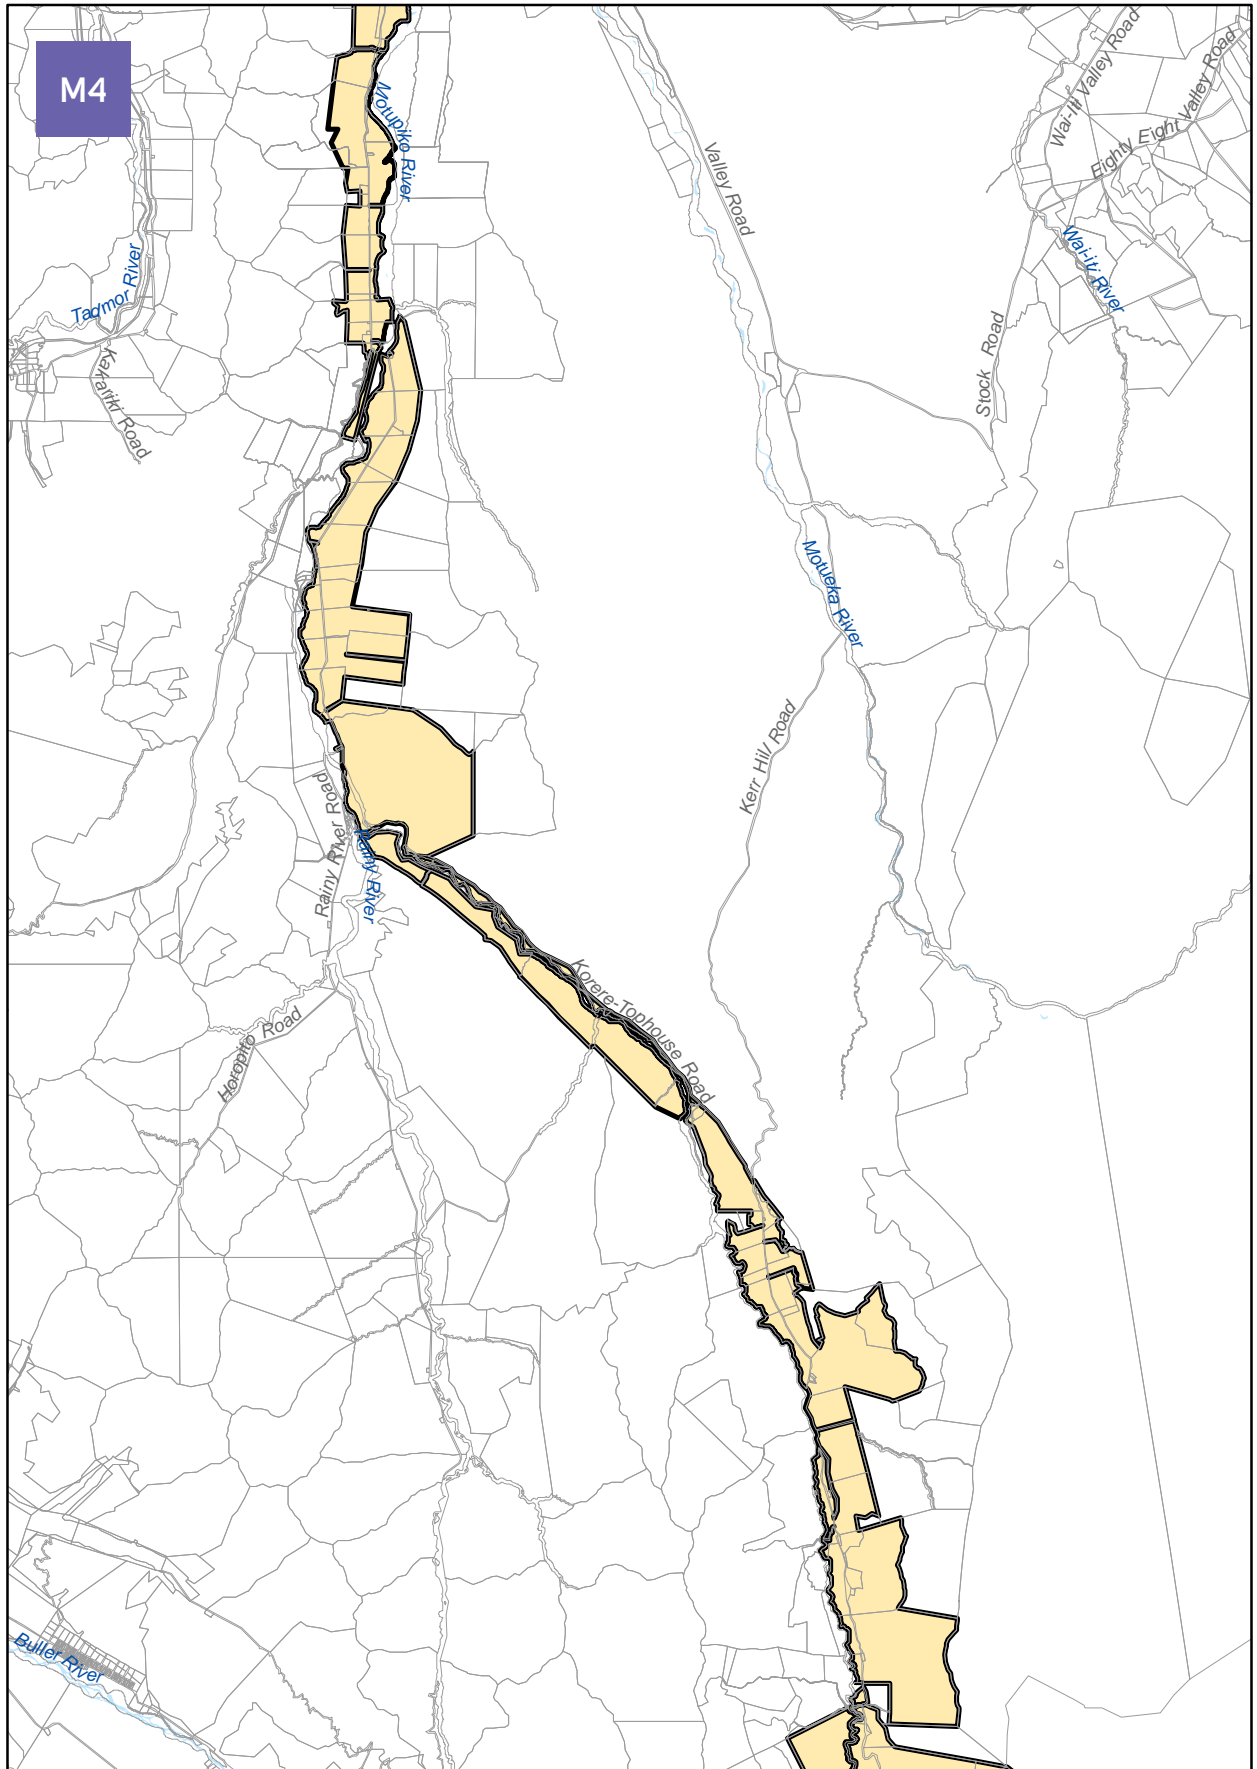 M4
Motupiko River
Valley Road
Wai-Iti Valley Road
Eighty Eight Valley Road
Wai-iti River
Tadmor River
Kakariki Road
Stock Road
Motueka River
Kerr Hill Road
Rainy River Road
Rainy River
Korere-Tophouse Road
Horopito Road
Buller River